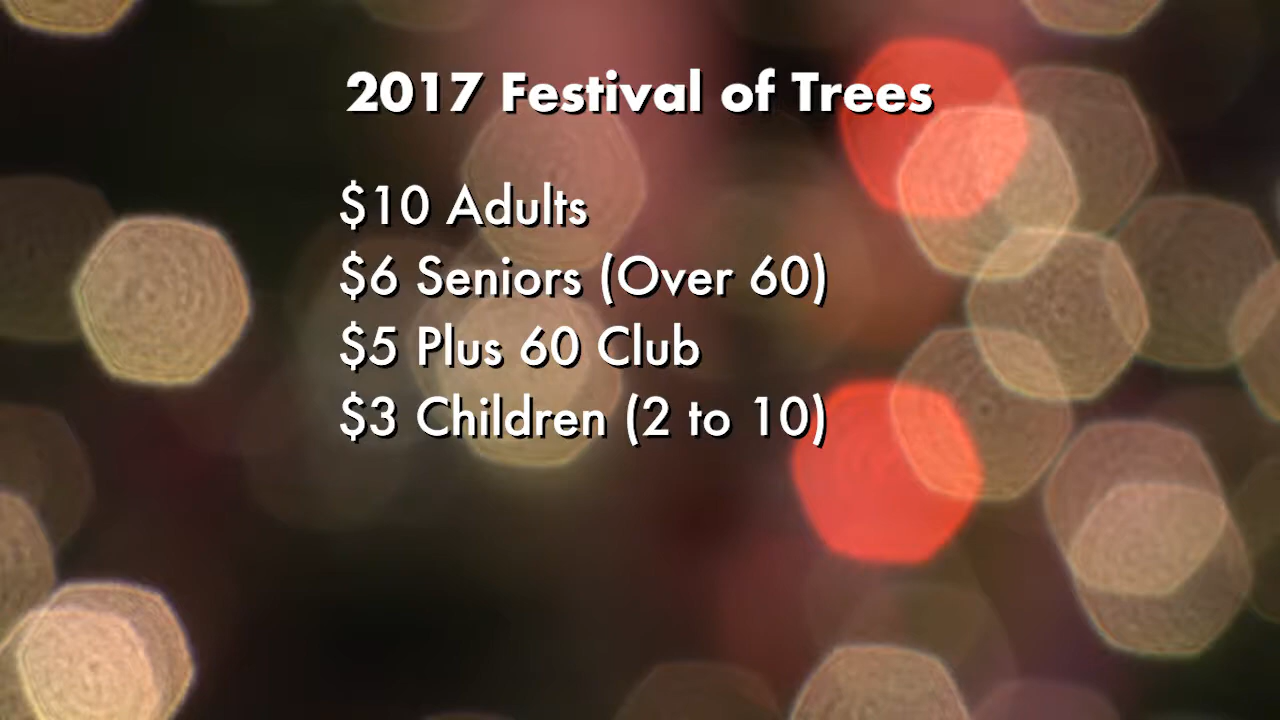 2017 Festival of Trees
$10 Adults
$6 Seniors (Over 60)
$5 Plus 60 Club
$3 Children (2 to 10)